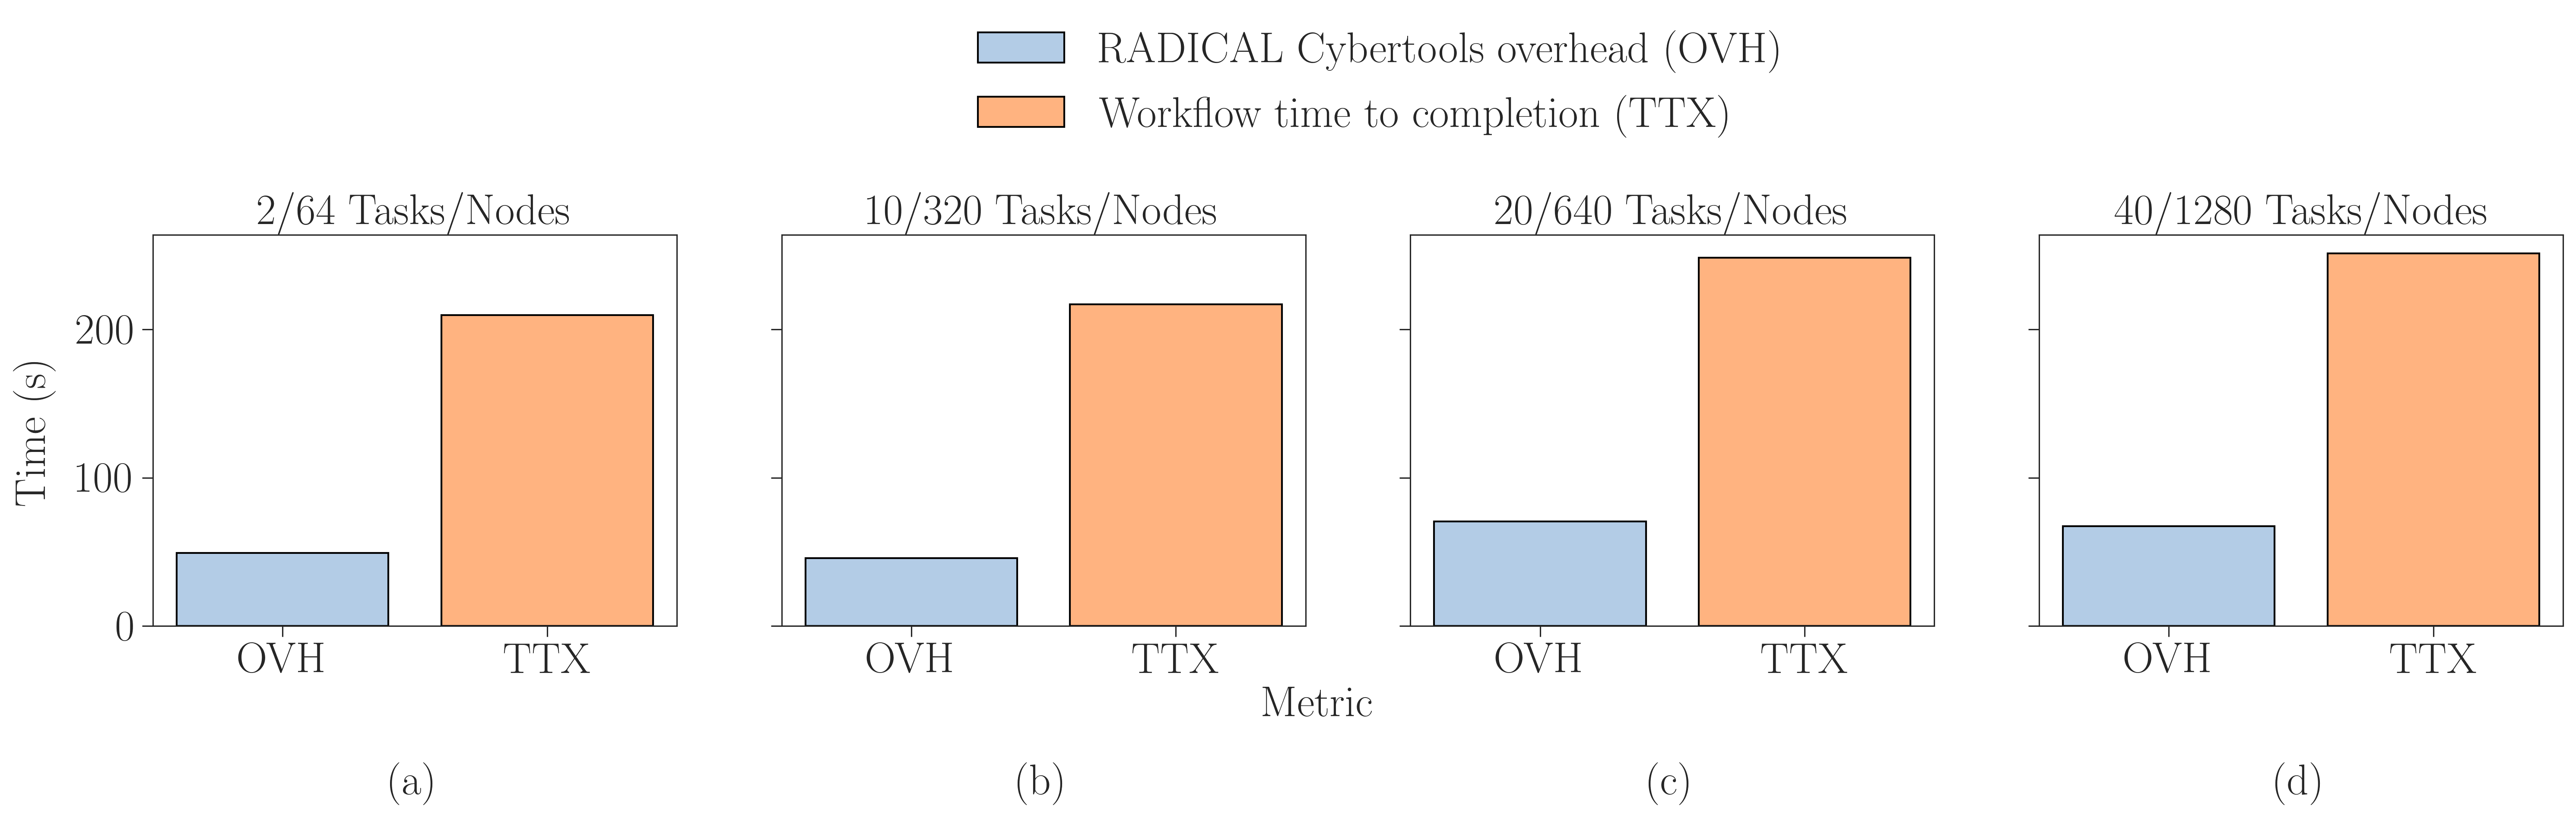 RADICAL Cybertools overhead (OVH)
Workflow time to completion (TTX)
2/64 Tasks/Nodes
10/320 Tasks/Nodes
20/640 Tasks/Nodes
40/1280 Tasks/Nodes
Time (s)
200
100
0
OVH TTX
OVH TTX
OVH TTX
OVH TTX
Metric
(a)
(b)
(c)
(d)